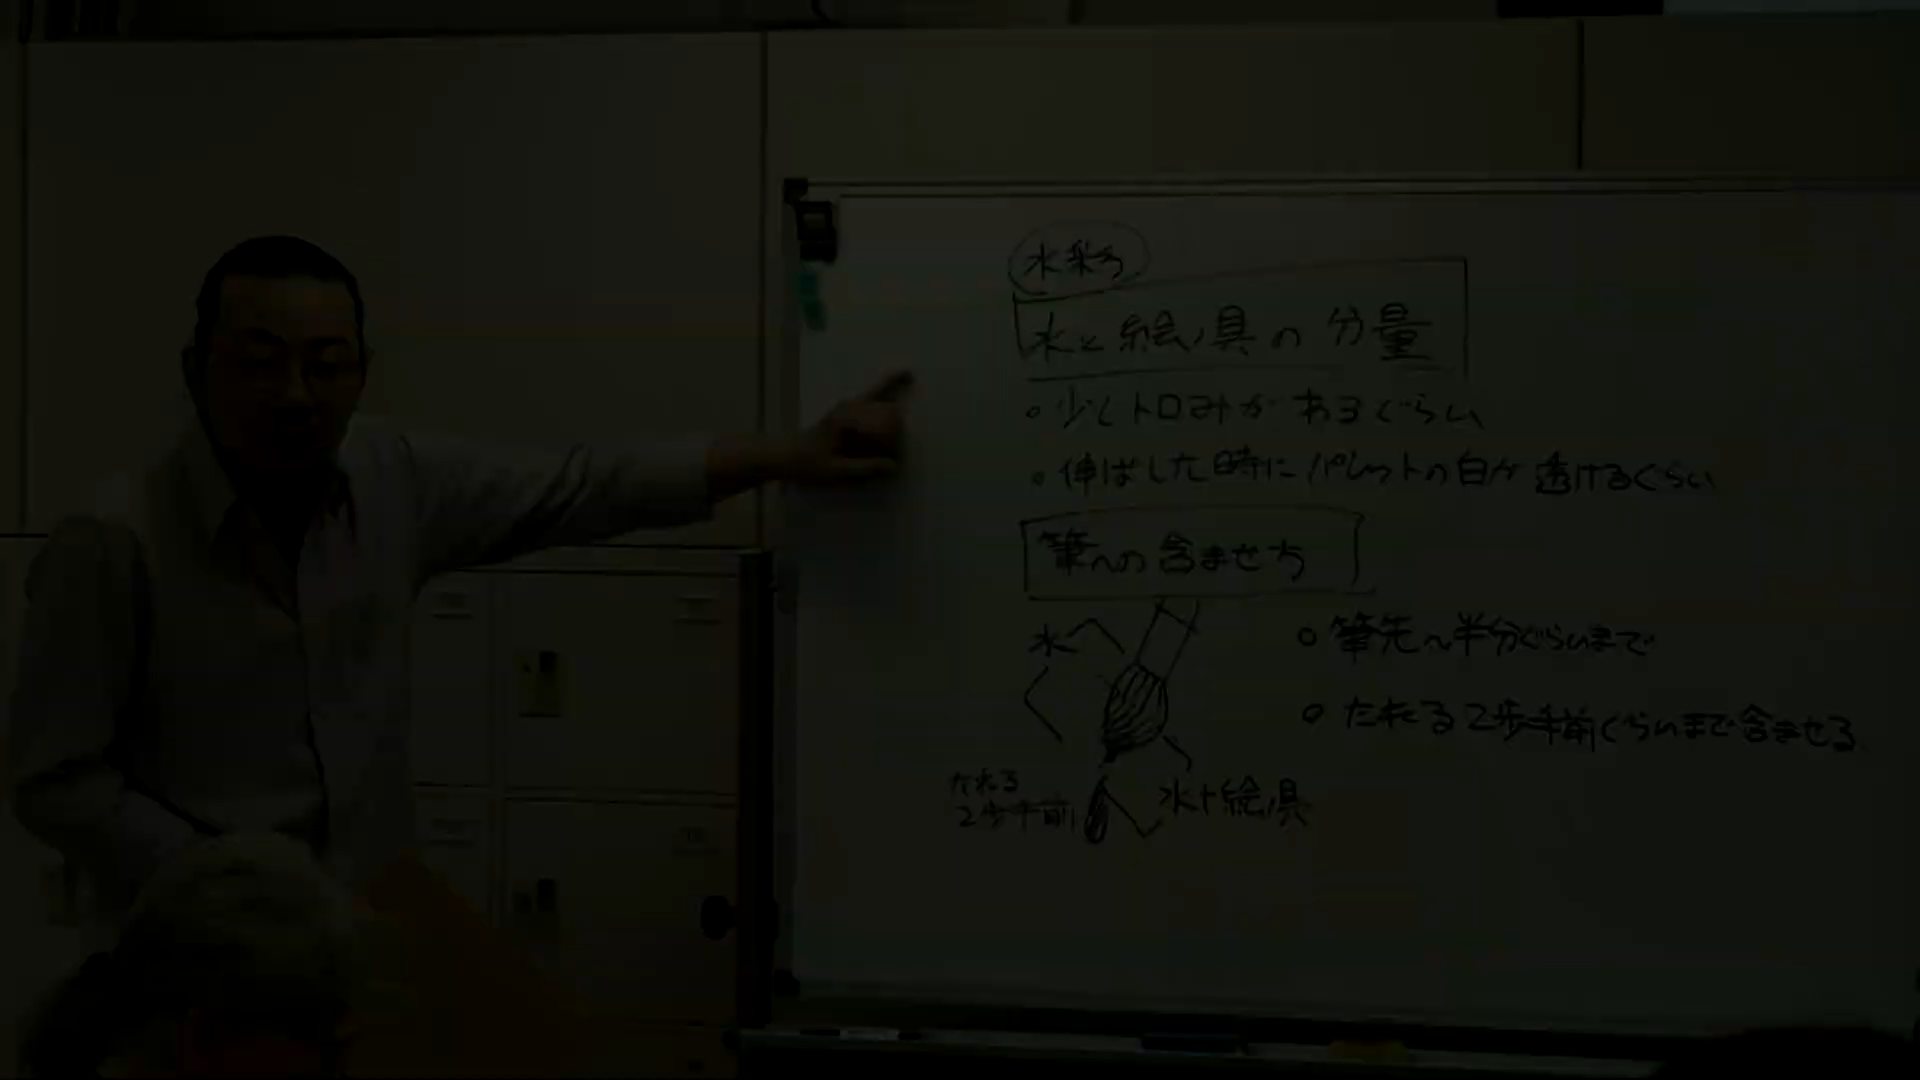 水彩
水と絵ノ具の分量
○少しトロみがあるぐらい
○伸ばした時にパレットの白が透けるくらい
筆への含ませ方
水
○筆先〜半分ぐらいまで
○たれる2歩手前くらいまで含ませる
たれる
2歩手前
水+絵ノ具